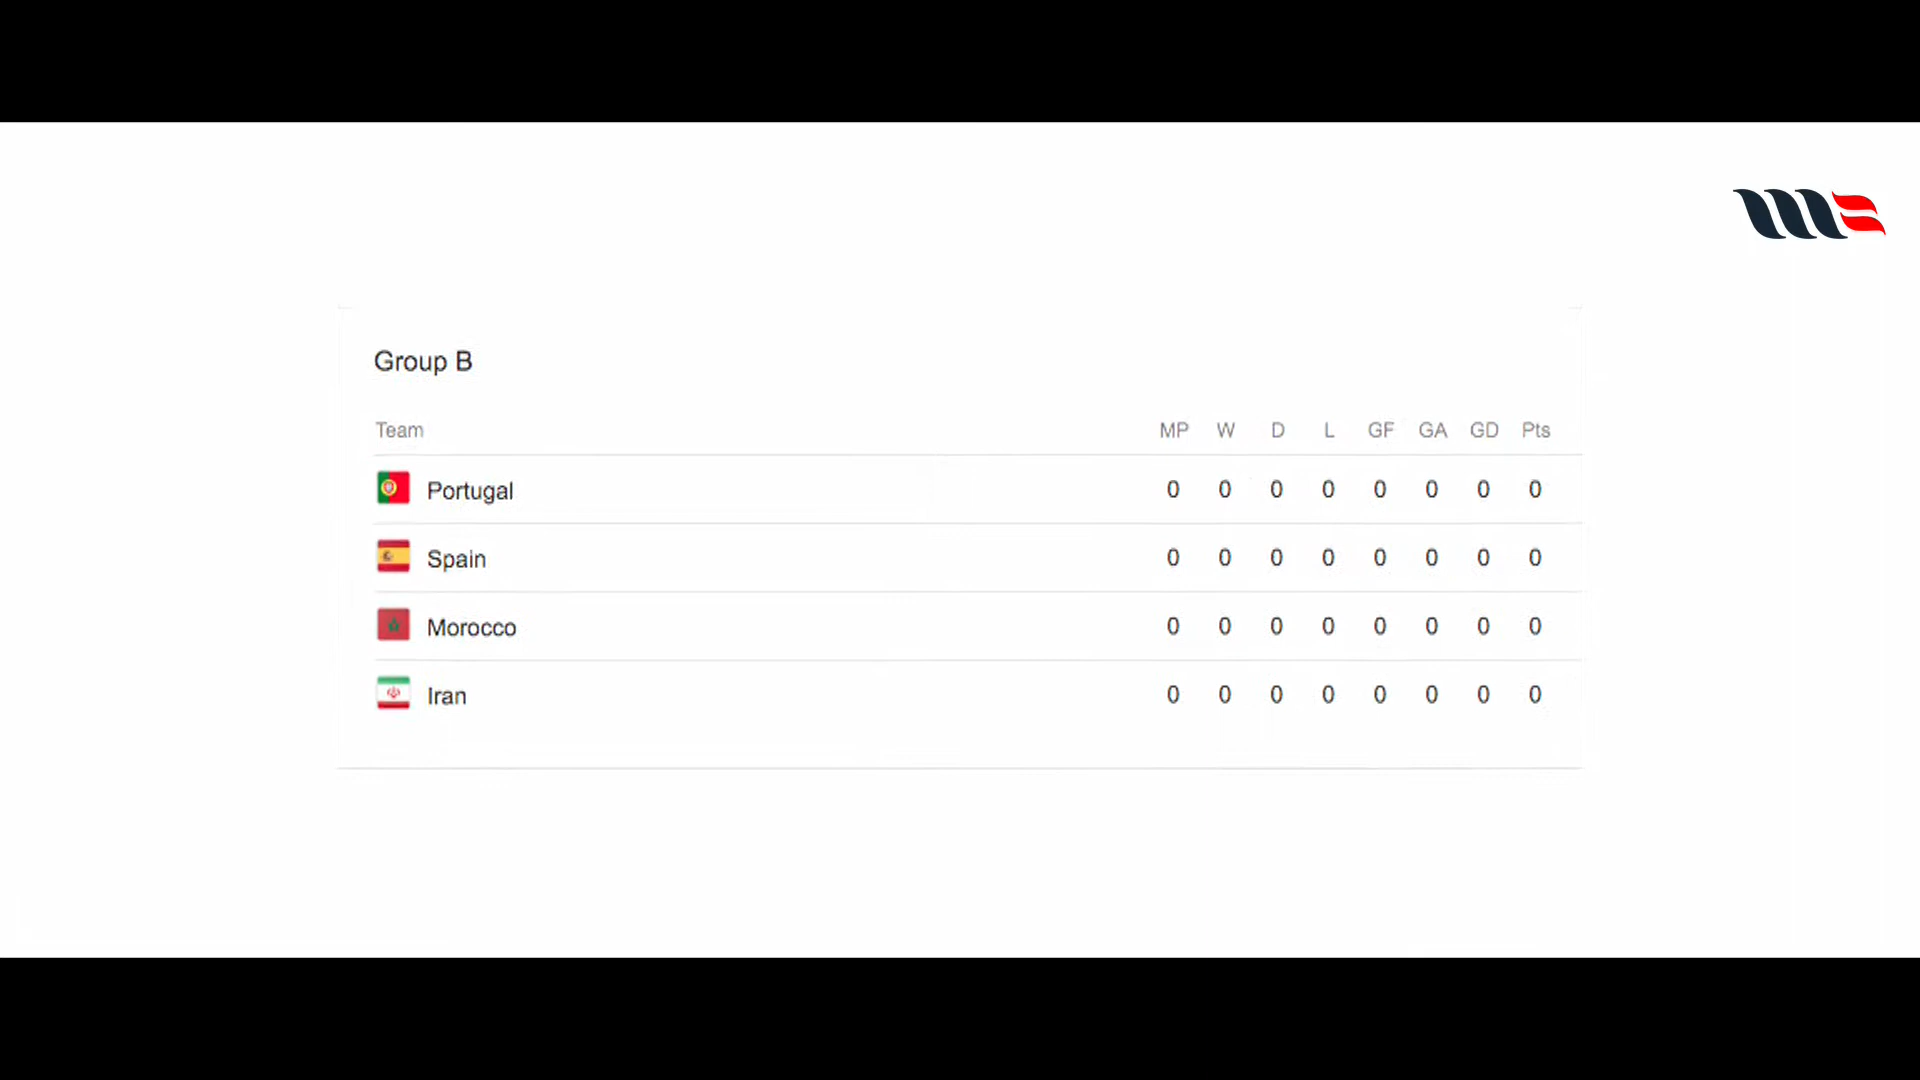 Group B
Team MP W D L GF GA GD Pts
Portugal 0 0 0 0 0 0 0 0
Spain 0 0 0 0 0 0 0 0
Morocco 0 0 0 0 0 0 0 0
Iran 0 0 0 0 0 0 0 0